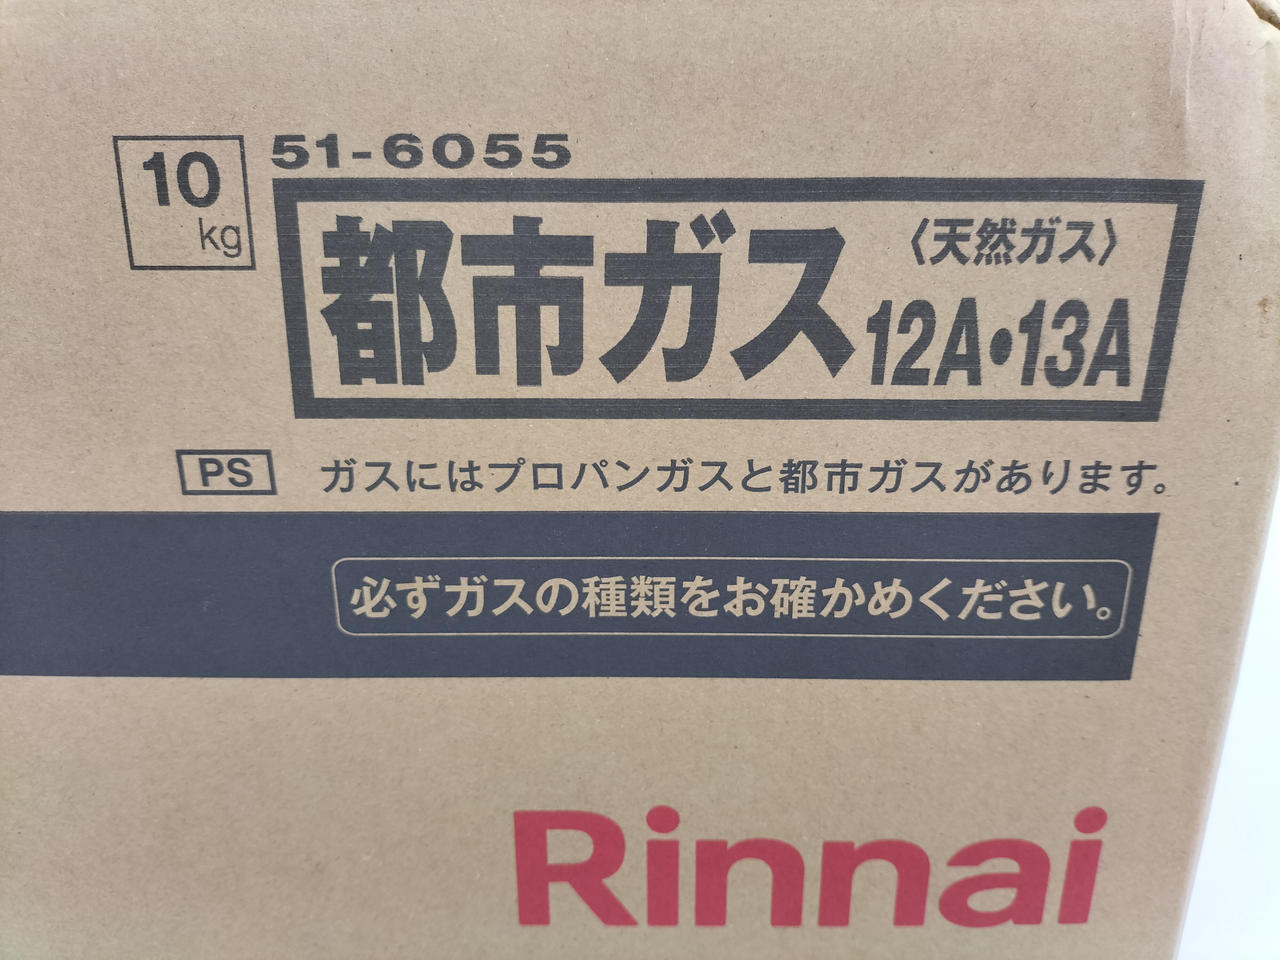 10
kg
51-6055
都市ガス
〈天然ガス〉
12A・13A
PS
ガスにはプロパンガスと都市ガスがあります。
必ずガスの種類をお確かめください。
Rinnai